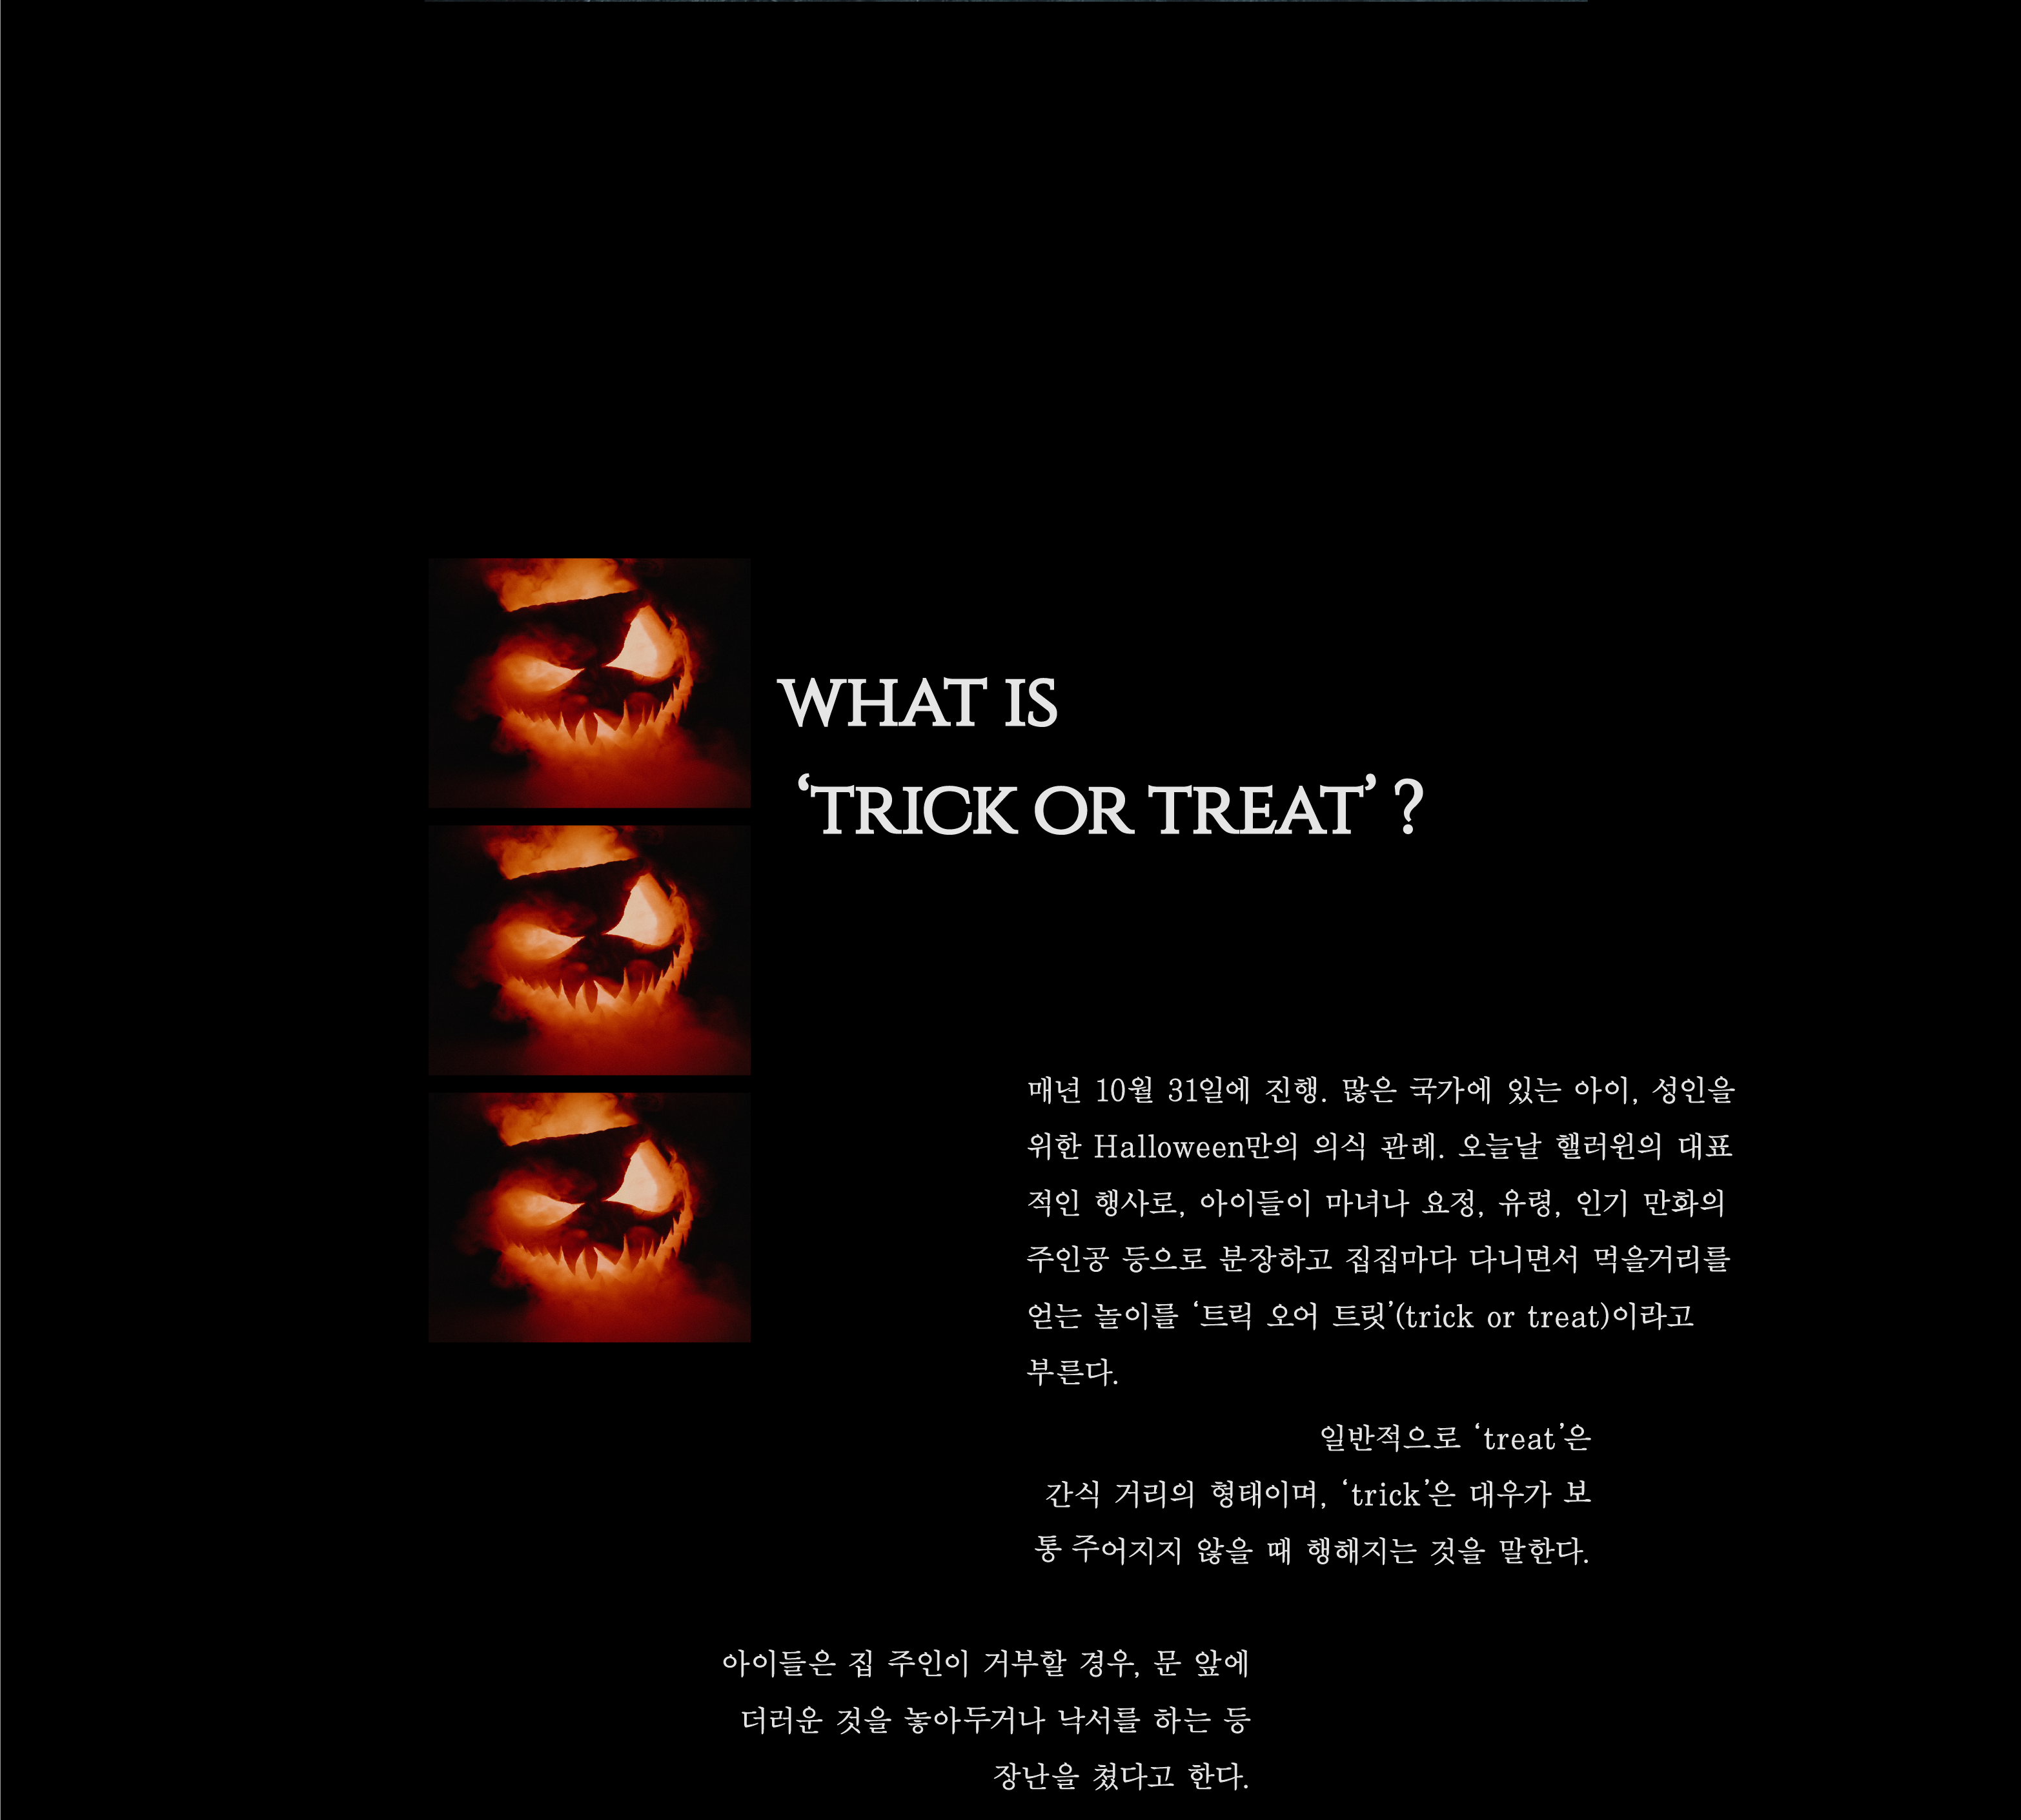 WHAT IS
‘TRICK OR TREAT’ ?
매년 10월 31일에 진행. 많은 국가에 있는 아이, 성인을
위한 Halloween만의 의식 관례. 오늘날 핼러윈의 대표
적인 행사로, 아이들이 마녀나 요정, 유령, 인기 만화의
주인공 등으로 분장하고 집집마다 다니면서 먹을거리를
얻는 놀이를 ‘트릭 오어 트릿’(trick or treat)이라고
부른다.
일반적으로 ‘treat’은
간식 거리의 형태이며, ‘trick’은 대우가 보
통 주어지지 않을 때 행해지는 것을 말한다.
아이들은 집 주인이 거부할 경우, 문 앞에
더러운 것을 놓아두거나 낙서를 하는 등
장난을 쳤다고 한다.